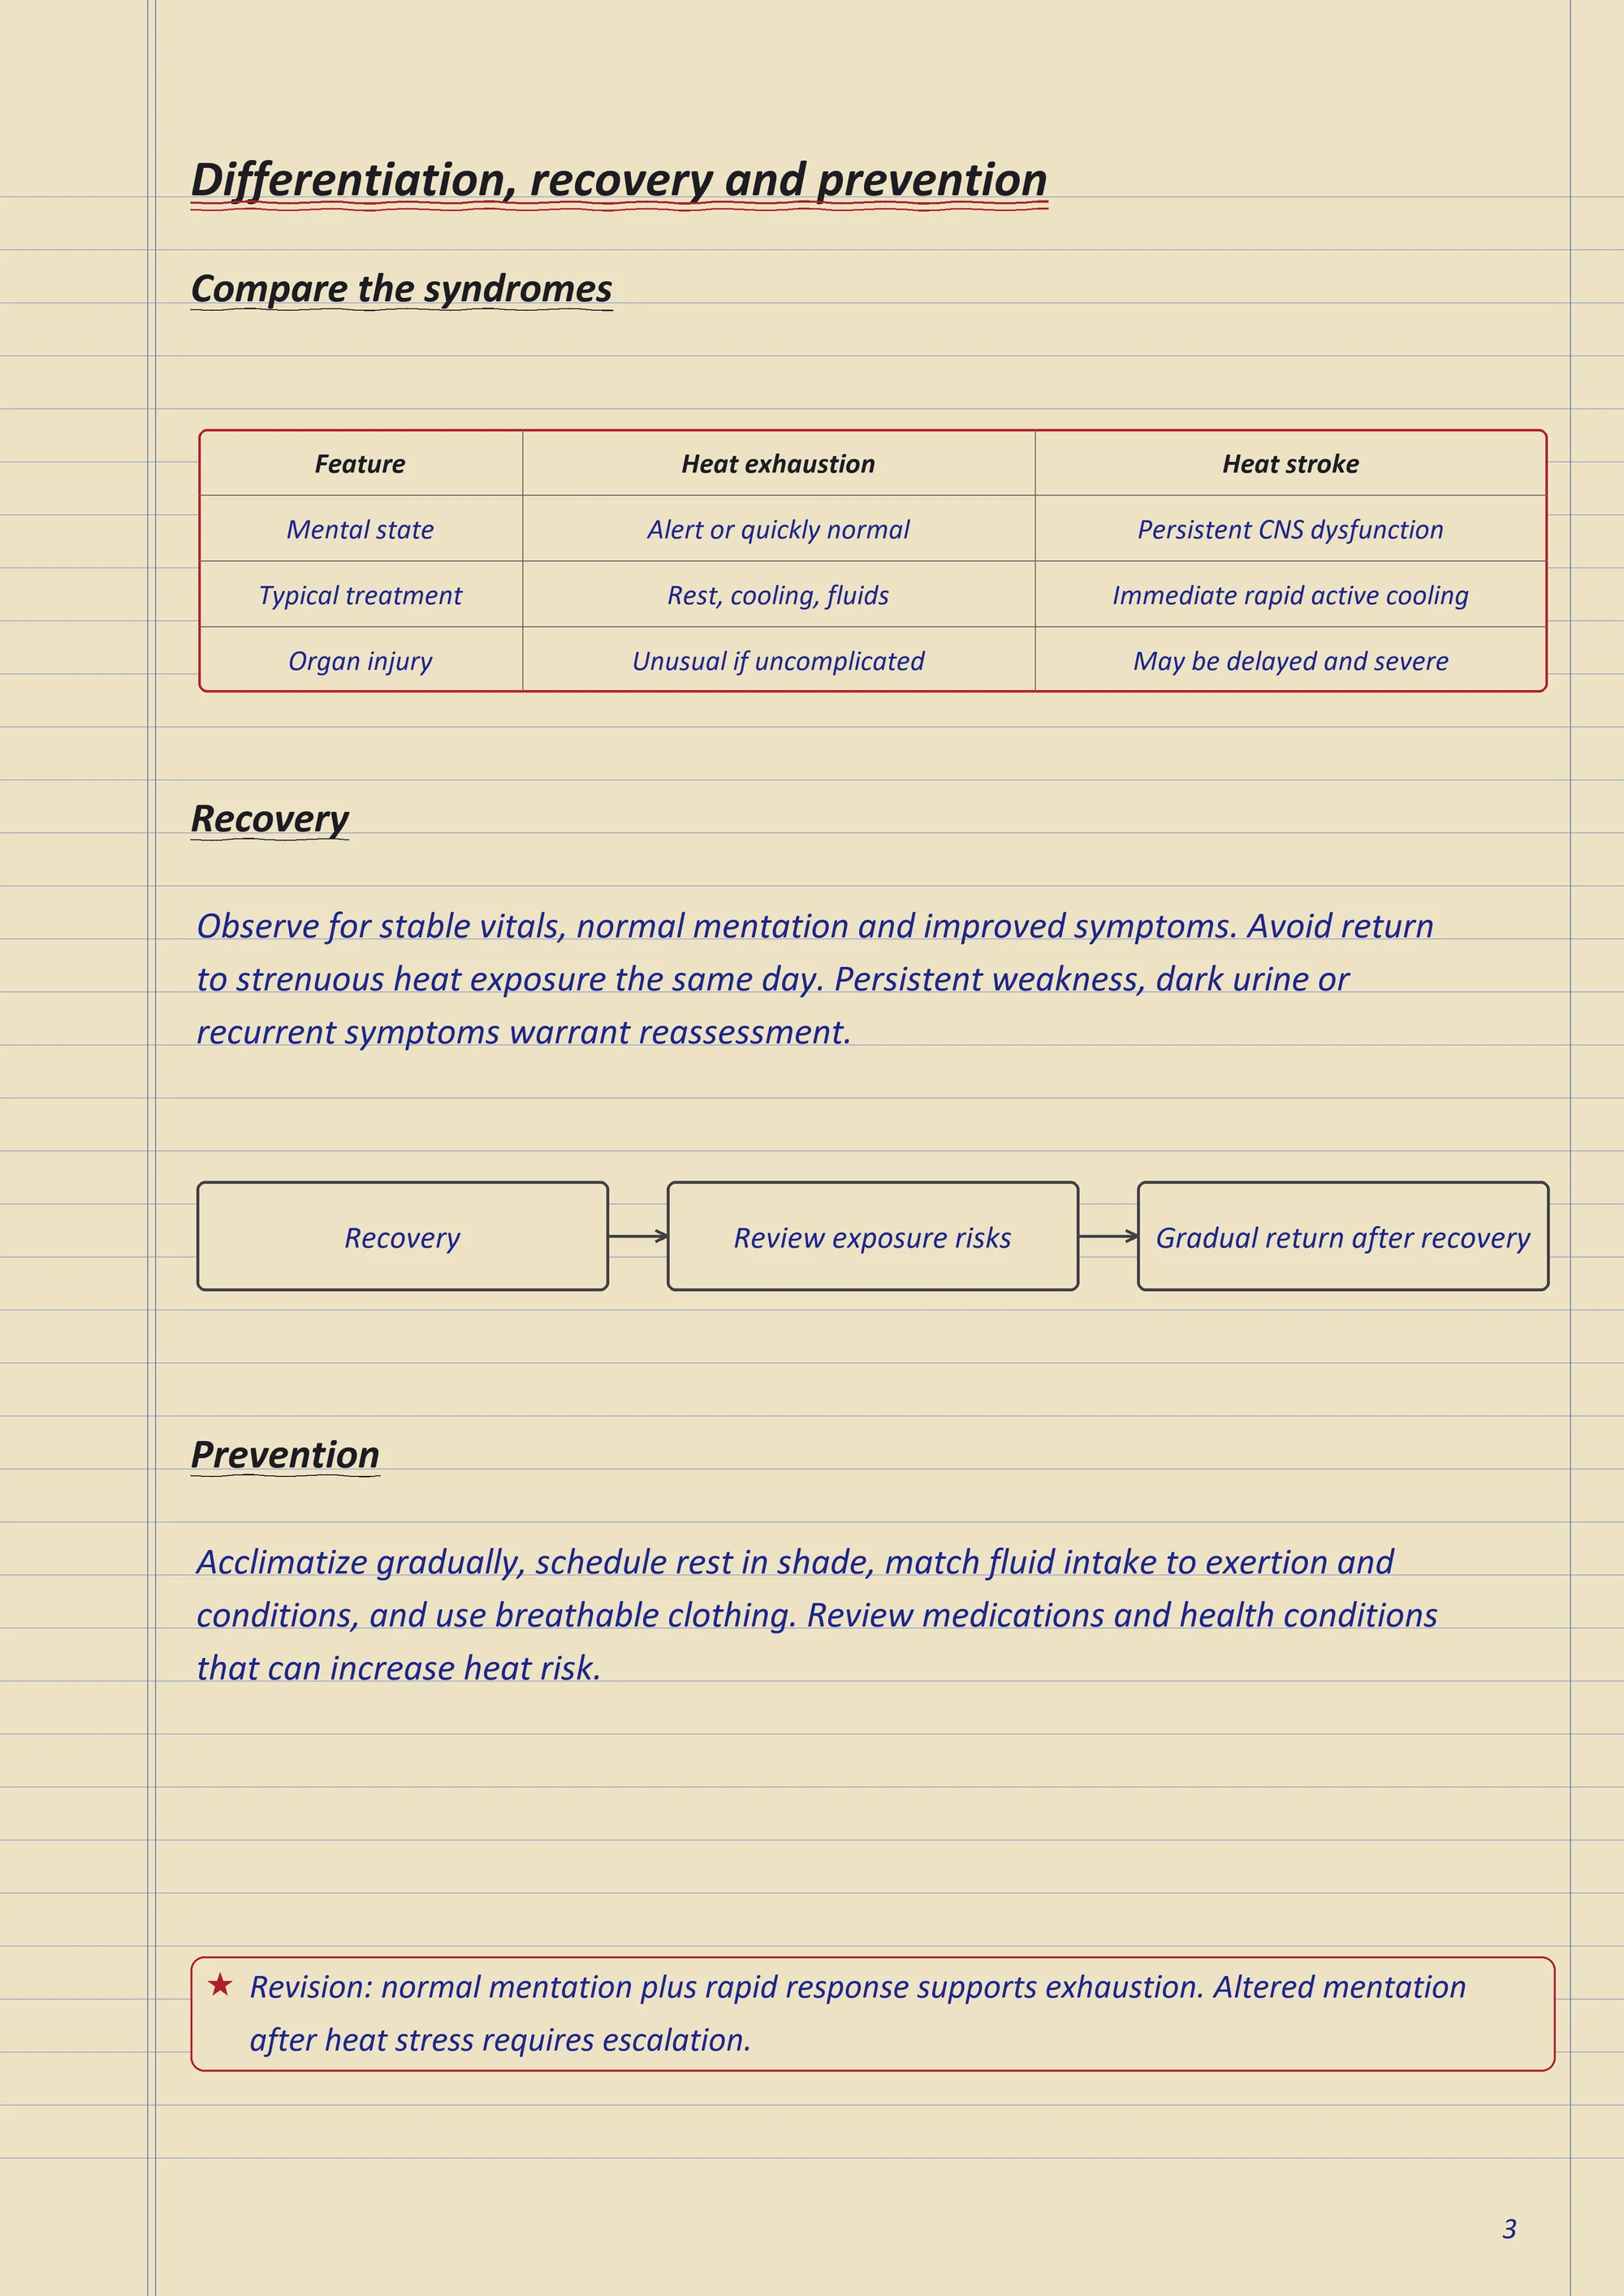 Differentiation, recovery and prevention
Compare the syndromes
Feature Heat exhaustion Heat stroke
Mental state Alert or quickly normal Persistent CNS dysfunction
Typical treatment Rest, cooling, fluids Immediate rapid active cooling
Organ injury Unusual if uncomplicated May be delayed and severe
Recovery
Observe for stable vitals, normal mentation and improved symptoms. Avoid return
to strenuous heat exposure the same day. Persistent weakness, dark urine or
recurrent symptoms warrant reassessment.
Recovery Review exposure risks Gradual return after recovery
Prevention
Acclimatize gradually, schedule rest in shade, match fluid intake to exertion and
conditions, and use breathable clothing. Review medications and health conditions
that can increase heat risk.
★ Revision: normal mentation plus rapid response supports exhaustion. Altered mentation
after heat stress requires escalation.
3